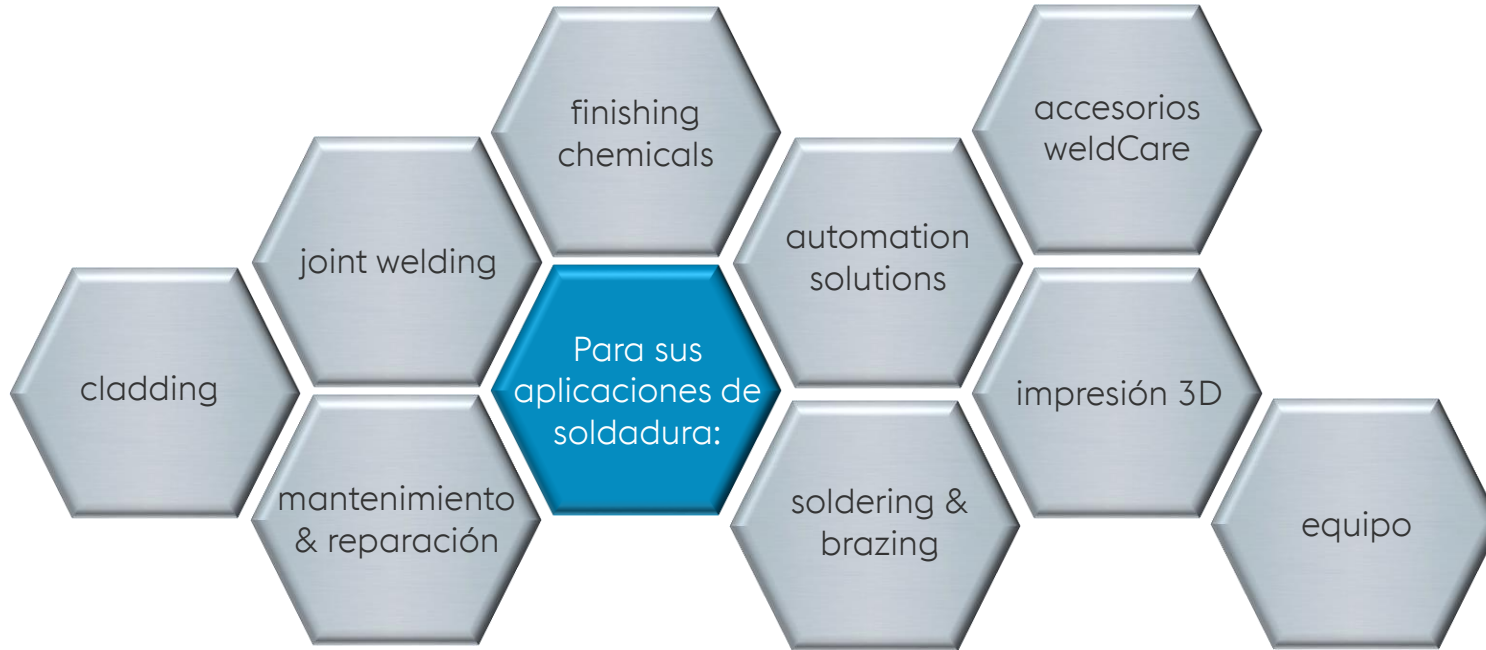 finishing
chemicals
accesorios
weldCare
joint welding
automation
solutions
cladding
Para sus
aplicaciones de
soldadura:
impresión 3D
mantenimiento
& reparación
soldering &
brazing
equipo